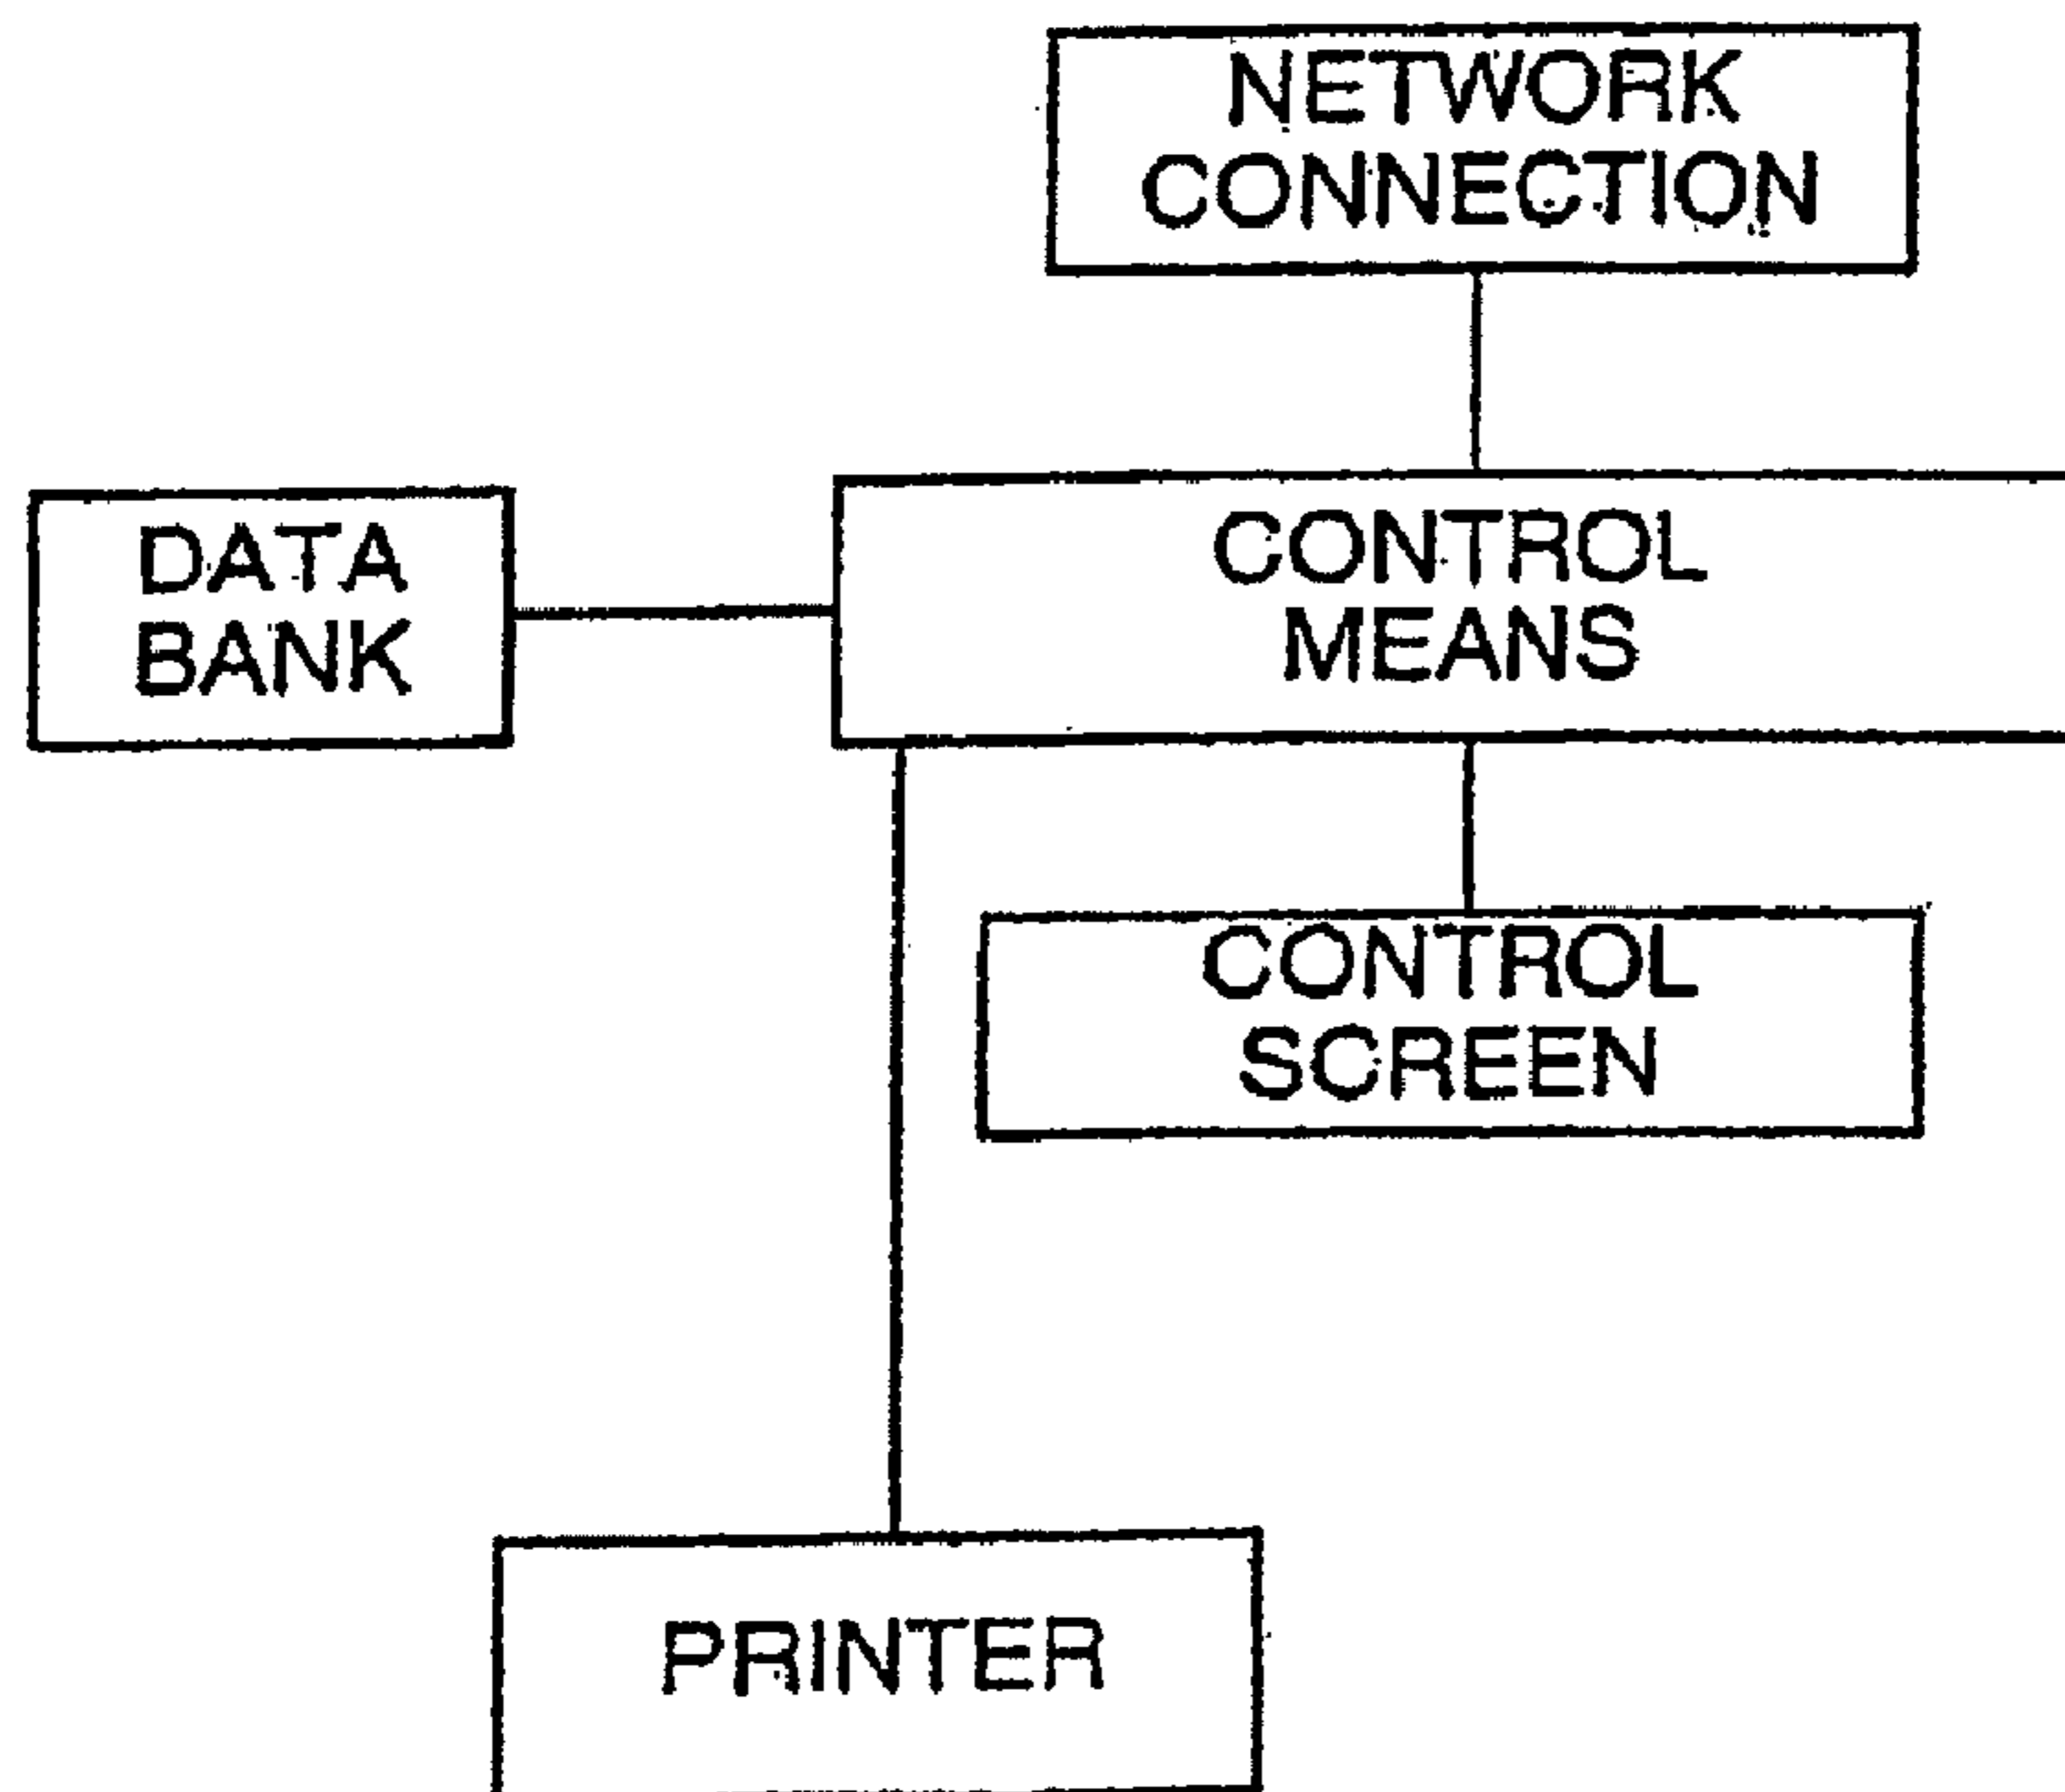 NETWORK
CONNECTION
DATA
BANK
CONTROL
MEANS
CONTROL
SCREEN
PRINTER